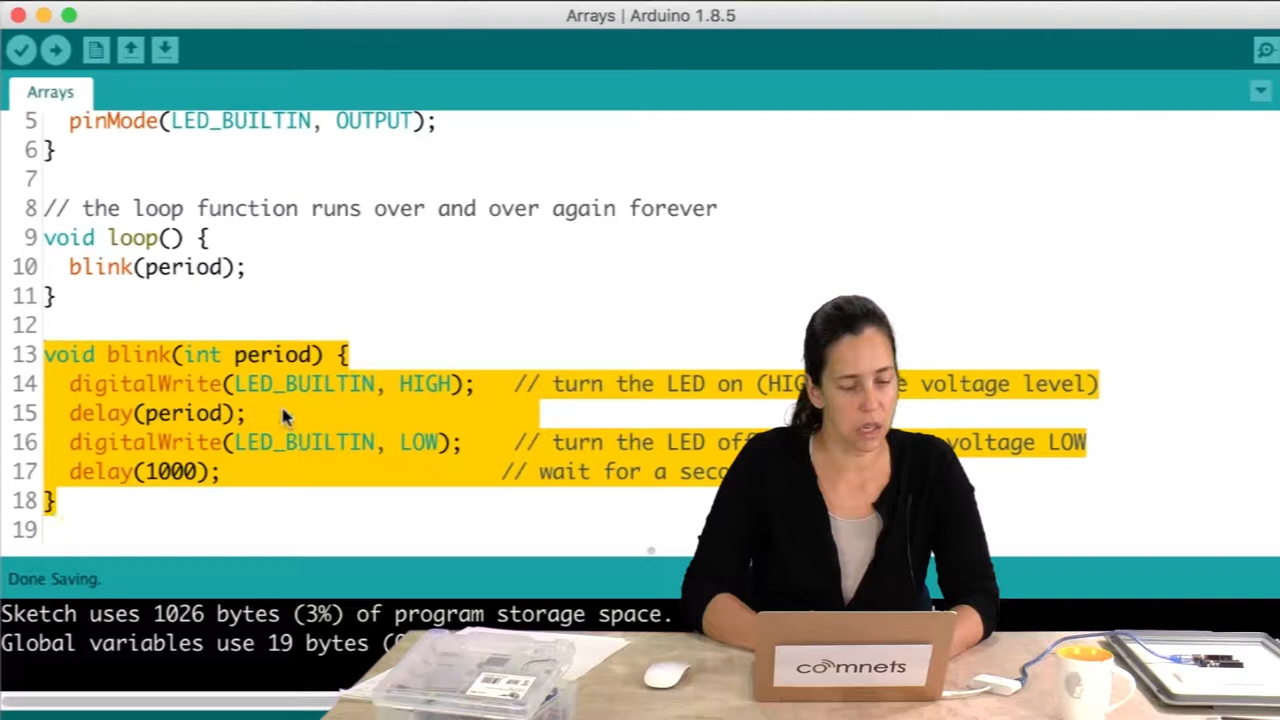 Arrays | Arduino 1.8.5
Arrays
5 pinMode(LED_BUILTIN, OUTPUT);
6 }
7
8 // the loop function runs over and over again forever
9 void loop() {
10 blink(period);
11 }
12
13 void blink(int period) {
14 digitalWrite(LED_BUILTIN, HIGH); // turn the LED on voltage level)
15 delay(period);
16 digitalWrite(LED_BUILTIN, LOW); // turn the LED voltage LOW
17 delay(1000); // wait for a
18 }
19
Done Saving.
Sketch uses 1026 bytes (3%) of program storage space.
Global variables use 19 bytes
comnets